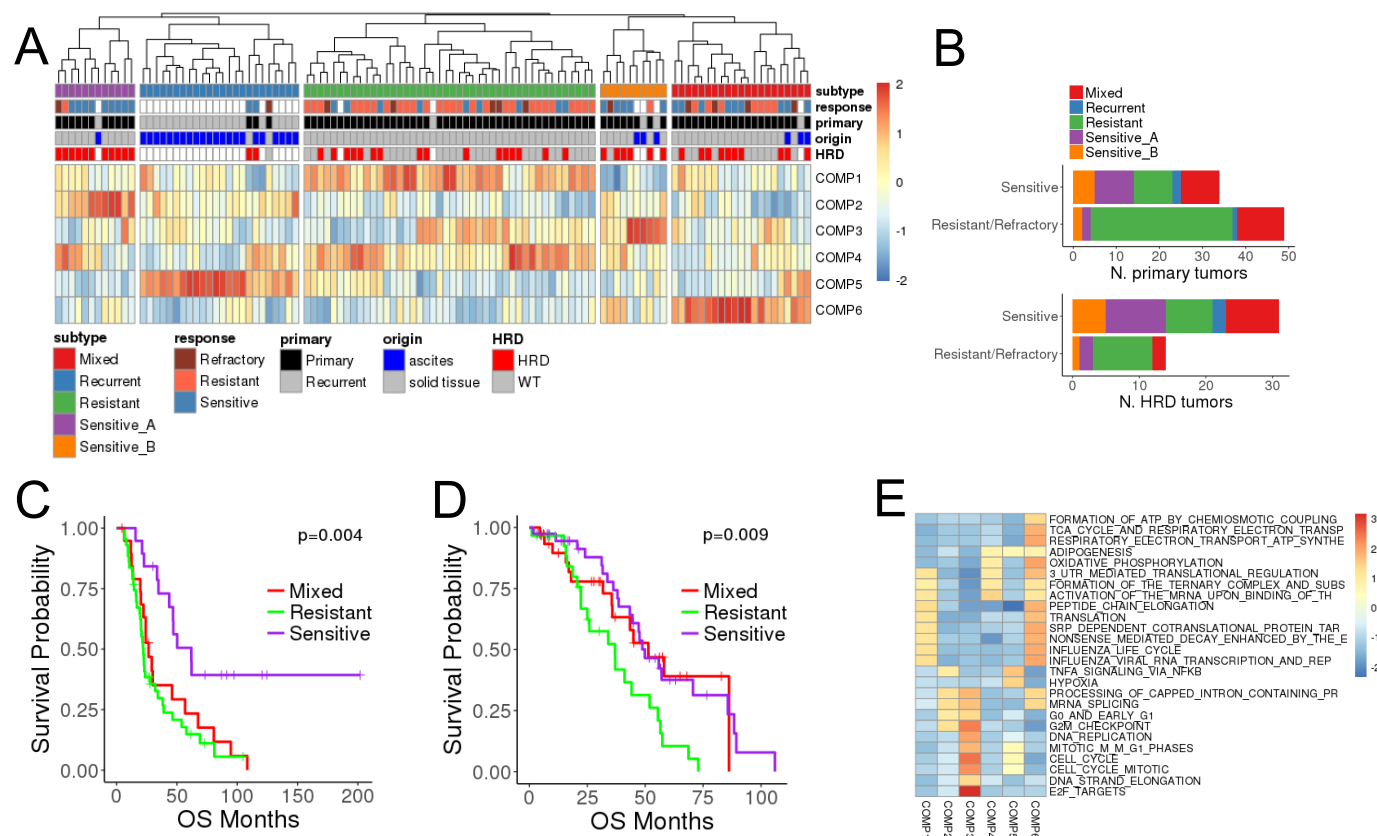 A
subtype
response
primary
origin
HRD
COMP1
COMP2
COMP3
COMP4
COMP5
COMP6
2
1
0
-1
-2
subtype
Mixed
Recurrent
Resistant
Sensitive_A
Sensitive_B
response
Refractory
Resistant
Sensitive
primary
Primary
Recurrent
origin
ascites
solid tissue
HRD
HRD
WT
B
Mixed
Recurrent
Resistant
Sensitive_A
Sensitive_B
Sensitive
Resistant/Refractory
0 10 20 30 40 50
N. primary tumors
Sensitive
Resistant/Refractory
0 10 20 30
N. HRD tumors
C
Survival Probability
1.00
0.75
0.50
0.25
0.00
p=0.004
Mixed
Resistant
Sensitive
0 50 100 150 200
OS Months
D
Survival Probability
1.00
0.75
0.50
0.25
0.00
p=0.009
Mixed
Resistant
Sensitive
0 25 50 75 100
OS Months
E
FORMATION_OF_ATP_BY_CHEMIOSMOTIC_COUPLING
TCA_CYCLE_AND_RESPIRATORY_ELECTRON_TRANSP
RESPIRATORY_ELECTRON_TRANSPORT_ATP_SYNTHE
ADIPOGENESIS
OXIDATIVE_PHOSPHORYLATION
3_UTR_MEDIATED_TRANSLATIONAL_REGULATION
FORMATION_OF_THE_TERNARY_COMPLEX_AND_SUBS
ACTIVATION_OF_THE_MRNA_UPON_BINDING_OF_TH
PEPTIDE_CHAIN_ELONGATION
TRANSLATION
SRP_DEPENDENT_COTRANSLATIONAL_PROTEIN_TAR
NONSENSE_MEDIATED_DECAY_ENHANCED_BY_THE_E
INFLUENZA_LIFE_CYCLE
INFLUENZA_VIRAL_RNA_TRANSCRIPTION_AND_REP
TNFA_SIGNALING_VIA_NFKB
HYPOXIA
PROCESSING_OF_CAPPED_INTRON_CONTAINING_PR
MRNA_SPLICING
G0_AND_EARLY_G1
G2M_CHECKPOINT
DNA_REPLICATION
MITOTIC_M_M_G1_PHASES
CELL_CYCLE
CELL_CYCLE_MITOTIC
DNA_STRAND_ELONGATION
E2F_TARGETS
3
2
1
0
-1
-2